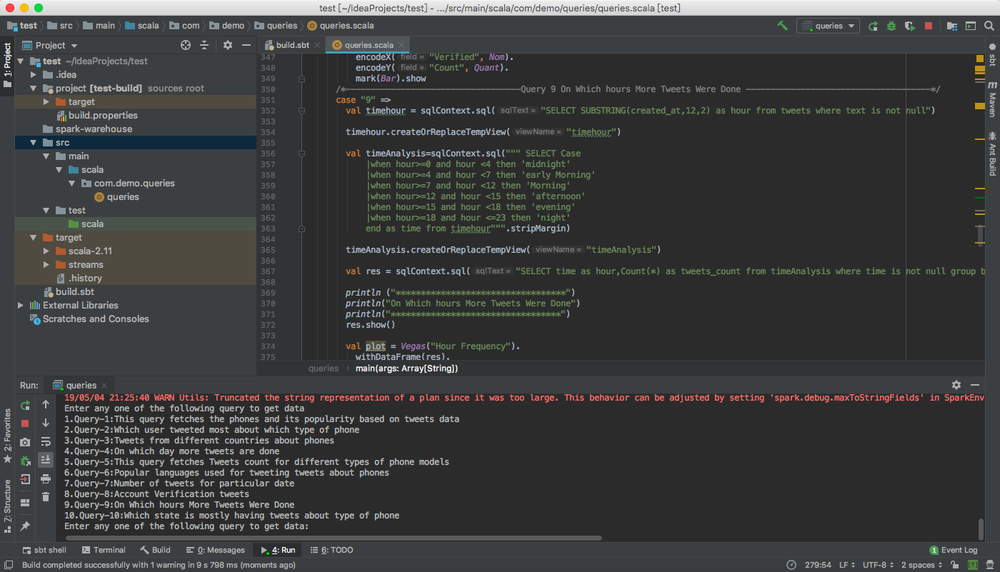 test [~/IdeaProjects/test] - .../src/main/scala/com/demo/queries/queries.scala [test]
test src main scala com demo queries queries.scala
queries
Project
build.sbt
queries.scala
1: Project
test ~/IdeaProjects/test
.idea
project [test-build] sources root
target
build.properties
spark-warehouse
src
main
scala
com.demo.queries
queries
test
scala
target
scala-2.11
streams
.history
build.sbt
External Libraries
Scratches and Consoles
347 encodeX( field = "Verified", Nom).
348 encodeY( field = "Count", Quant).
349 mark(Bar).show
350 /*-----------------------------------Query 9 On Which hours More Tweets Were Done -------------------------------------*/
351 case "9" =>
352 val timehour = sqlContext.sql( sqlText = "SELECT SUBSTRING(created_at,12,2) as hour from tweets where text is not null")
353
354 timehour.createOrReplaceTempView( viewName = "timehour")
355
356 val timeAnalysis=sqlContext.sql(""" SELECT Case
357 |when hour>=0 and hour <4 then 'midnight'
358 |when hour>=4 and hour <7 then 'early Morning'
359 |when hour>=7 and hour <12 then 'Morning'
360 |when hour>=12 and hour <15 then 'afternoon'
361 |when hour>=15 and hour <18 then 'evening'
362 |when hour>=18 and hour <=23 then 'night'
363 end as time from timehour""".stripMargin)
364
365 timeAnalysis.createOrReplaceTempView( viewName = "timeAnalysis")
366
367 val res = sqlContext.sql( sqlText = "SELECT time as hour,Count(*) as tweets_count from timeAnalysis where time is not null group b
368
369 println ("**********************************")
370 println("On Which hours More Tweets Were Done")
371 println("**********************************")
372 res.show()
373
374 val plot = Vegas("Hour Frequency").
375 withDataFrame(res).
queries › main(args: Array[String])
sbt
Maven
Ant Build
Run: queries
2: Favorites
7: Structure
19/05/04 21:25:40 WARN Utils: Truncated the string representation of a plan since it was too large. This behavior can be adjusted by setting 'spark.debug.maxToStringFields' in SparkEnv
Enter any one of the following query to get data
1.Query-1:This query fetches the phones and its popularity based on tweets data
2.Query-2:Which user tweeted most about which type of phone
3.Query-3:Tweets from different countries about phones
4.Query-4:On which day more tweets are done
5.Query-5:This query fetches Tweets count for different types of phone models
6.Query-6:Popular languages used for tweeting tweets about phones
7.Query-7:Number of tweets for particular date
8.Query-8:Account Verification tweets
9.Query-9:On Which hours More Tweets Were Done
10.Query-10:Which state is mostly having tweets about type of phone
Enter any one of the following query to get data:
sbt shell Terminal Build 0: Messages 4: Run 6: TODO 1 Event Log
Build completed successfully with 1 warning in 9 s 798 ms (moments ago) 279:54 LF UTF-8 2 spaces [T]